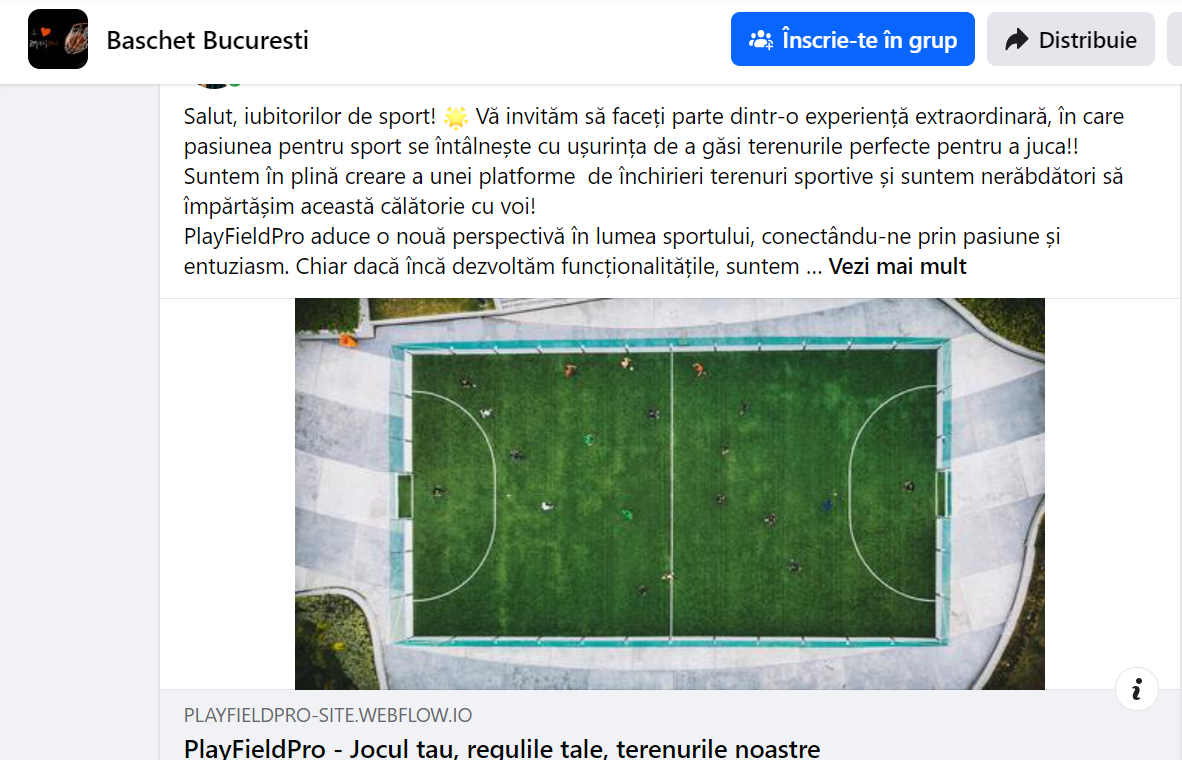 Baschet Bucuresti
Înscrie-te în grup
Distribuie
Salut, iubitorilor de sport! 🌟 Vă invităm să faceți parte dintr-o experiență extraordinară, în care
pasiunea pentru sport se întâlnește cu ușurința de a găsi terenurile perfecte pentru a juca!!
Suntem în plină creare a unei platforme  de închirieri terenuri sportive și suntem nerăbdători să
împărtășim această călătorie cu voi!
PlayFieldPro aduce o nouă perspectivă în lumea sportului, conectându-ne prin pasiune și
entuziasm. Chiar dacă încă dezvoltăm funcționalitățile, suntem ... Vezi mai mult
PLAYFIELDPRO-SITE.WEBFLOW.IO
PlayFieldPro - Jocul tau, regulile tale, terenurile noastre